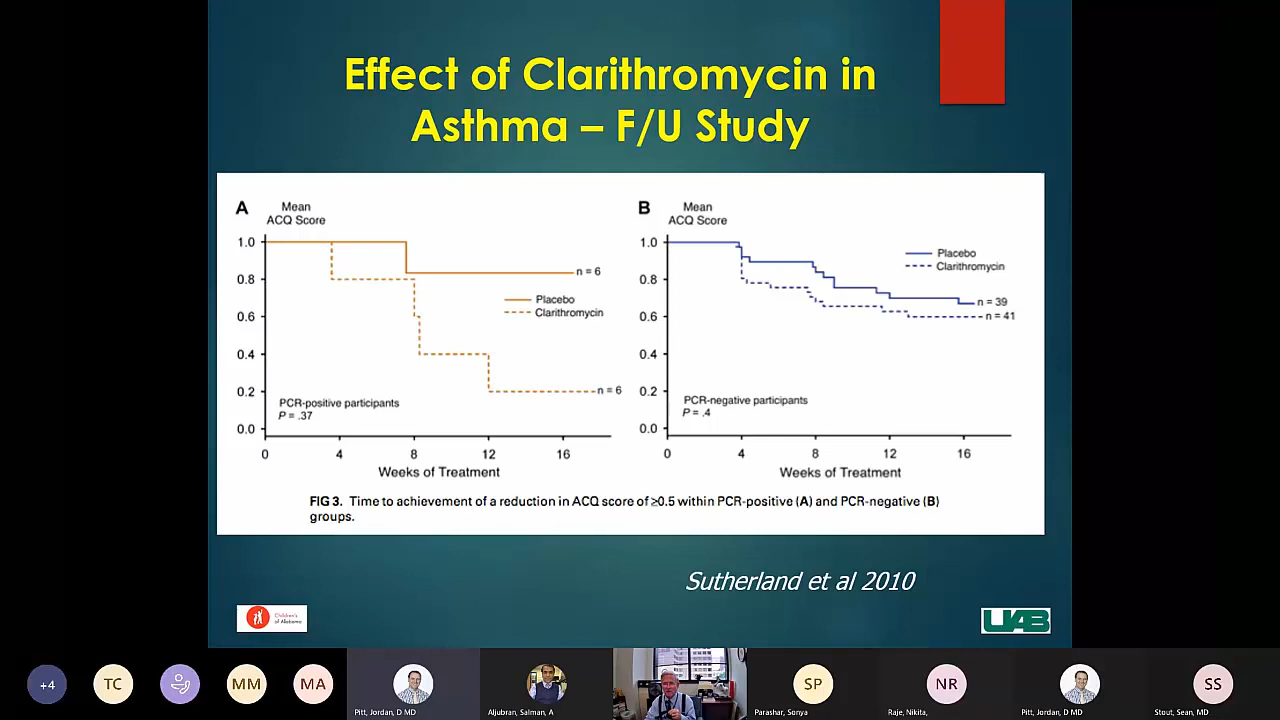 Effect of Clarithromycin in
Asthma – F/U Study
A
Mean
ACQ Score
1.0
0.8
0.6
0.4
0.2
0.0
n = 6
Placebo
Clarithromycin
n = 6
PCR-positive participants
P = .37
0 4 8 12 16
Weeks of Treatment
B
Mean
ACQ Score
1.0
0.8
0.6
0.4
0.2
0.0
Placebo
Clarithromycin
n = 39
n = 41
PCR-negative participants
P = .4
0 4 8 12 16
Weeks of Treatment
FIG 3. Time to achievement of a reduction in ACQ score of ≥0.5 within PCR-positive (A) and PCR-negative (B)
groups.
Sutherland et al 2010
Children's
of Alabama
UAB
+4
TC
MM
MA
Pitt, Jordan, D MD
Aljubran, Salman, A
SP
Parashar, Sonya
NR
Raje, Nikita,
Pitt, Jordan, D MD
SS
Stout, Sean, MD